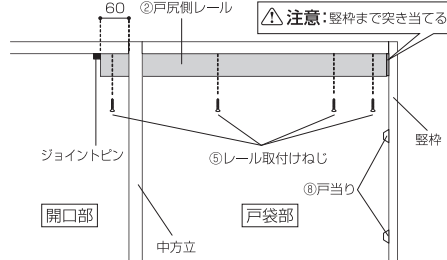 60
②戸尻側レール
⚠ 注意：竪枠まで突き当てる
ジョイントピン
⑤レール取付けねじ
竪枠
⑧戸当り
開口部
戸袋部
中方立